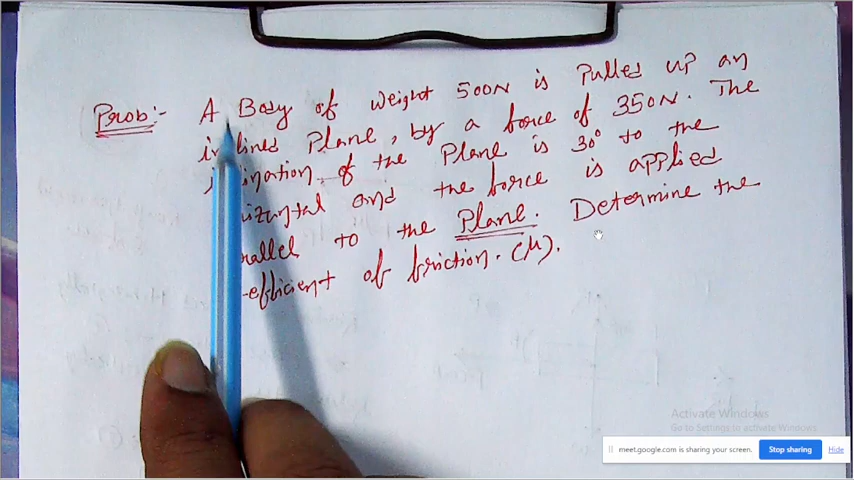 Prob:- A Body of weight 500N is Pulled up an
Plane, by a force of 350N. The
of the Plane is 30° to the
and the force is applied
to the Plane. Determine the
of friction. (μ).
Activate Windows
Go to Settings to activate Windows.
meet.google.com is sharing your screen. Stop sharing Hide